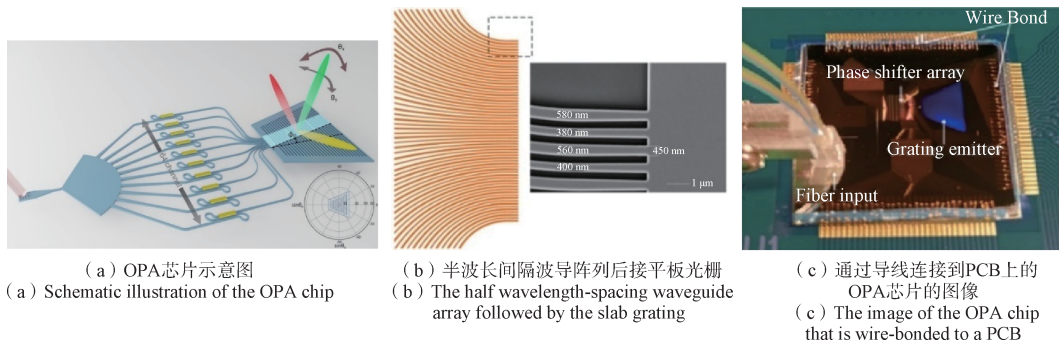 θₐ
580 nm
380 nm
560 nm
400 nm
450 nm
1 μm
Wire Bond
Phase shifter array
Grating emitter
Fiber input
（a）OPA芯片示意图
（a）Schematic illustration of the OPA chip
（b）半波长间隔波导阵列后接平板光栅
（b）The half wavelength-spacing waveguide
array followed by the slab grating
（c）通过导线连接到PCB上的
OPA芯片的图像
（c）The image of the OPA chip
that is wire-bonded to a PCB